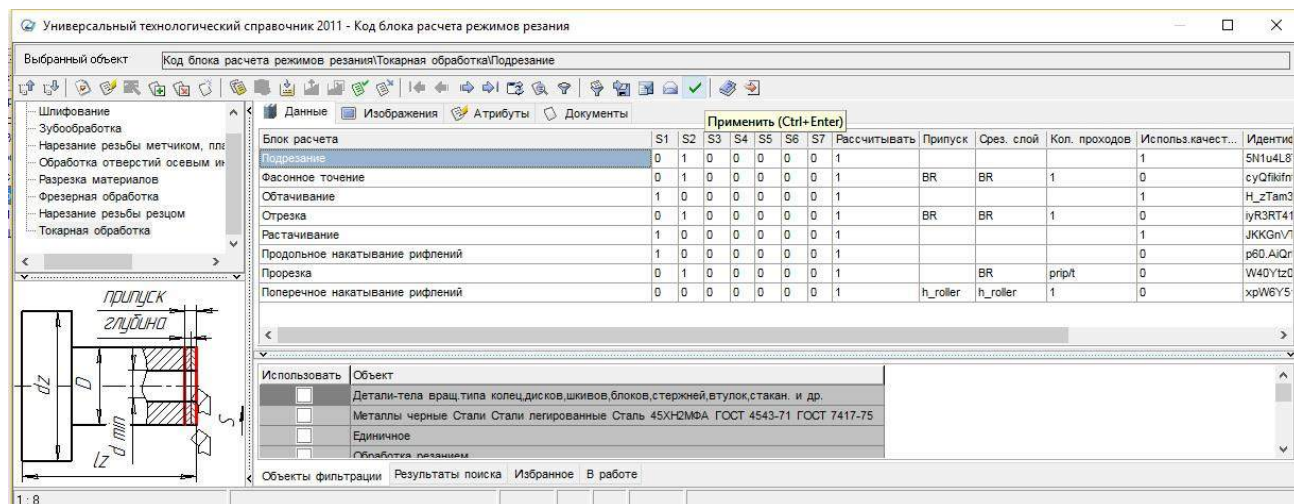 Универсальный технологический справочник 2011 - Код блока расчета режимов резания
Выбранный объект Код блока расчета режимов резания\Токарная обработка\Подрезание
Шлифование
Зубообработка
Нарезание резьбы метчиком, пла
Обработка отверстий осевым ин
Разрезка материалов
Фрезерная обработка
Нарезание резьбы резцом
Токарная обработка
Данные Изображения Атрибуты Документы
Применить (Ctrl+Enter)
Блок расчета S1 S2 S3 S4 S5 S6 S7 Рассчитывать Припуск Срез. слой Кол. проходов Использ.качест... Идентиф
Подрезание 0 1 0 0 0 0 0 1 1 5N1u4L8
Фасонное точение 0 1 0 0 0 0 0 1 BR BR 1 0 cyQfikifn
Обтачивание 1 0 0 0 0 0 0 1 1 H_zTam3
Отрезка 0 1 0 0 0 0 0 1 BR BR 1 0 iyR3RT41
Растачивание 1 0 0 0 0 0 0 1 1 JKKGn
Продольное накатывание рифлений 1 0 0 0 0 0 0 1 0 p60.AiQr
Прорезка 0 1 0 0 0 0 0 1 BR prip/t 0 W40Ytz0
Поперечное накатывание рифлений 0 0 0 0 0 0 0 1 h_roller h_roller 1 0 xpW6Y5
припуск
глубина
dz
D
d min
S
lz
Использовать Объект
Детали-тела вращ.типа колец,дисков,шкивов,блоков,стержней,втулок,стакан. и др.
Металлы черные Стали Стали легированные Сталь 45ХН2МФА ГОСТ 4543-71 ГОСТ 7417-75
Единичное
Обработка резанием
Объекты фильтрации Результаты поиска Избранное В работе
1 : 8